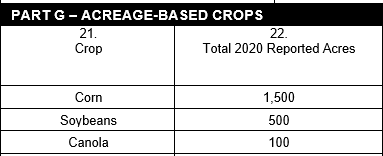 PART G – ACREAGE-BASED CROPS
21. 22.
Crop Total 2020 Reported Acres
Corn 1,500
Soybeans 500
Canola 100